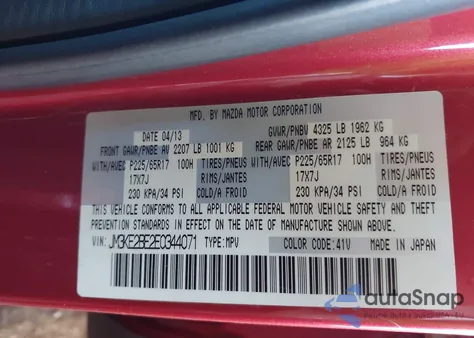 MFD. BY MAZDA MOTOR CORPORATION
DATE 04/13 GVWR/PNBV 4325 LB 1962 KG
FRONT GAWR/PNBE AV 2207 LB 1001 KG REAR GAWR/PNBE AR 2125 LB 964 KG
WITH/AVEC P225/65R17 100H TIRES/PNEUS WITH/AVEC P225/65R17 100H TIRES/PNEUS
17X7J RIMS/JANTES 17X7J RIMS/JANTES
230 KPA/34 PSI COLD/A FROID 230 KPA/34 PSI COLD/A FROID
THIS VEHICLE CONFORMS TO ALL APPLICABLE FEDERAL MOTOR VEHICLE SAFETY AND THEFT
PREVENTION STANDARDS IN EFFECT ON THE DATE OF MANUFACTURE SHOWN ABOVE.
VIN: JM3KE2BE2E0344071 TYPE:MPV COLOR CODE:41V MADE IN JAPAN
autoSnap